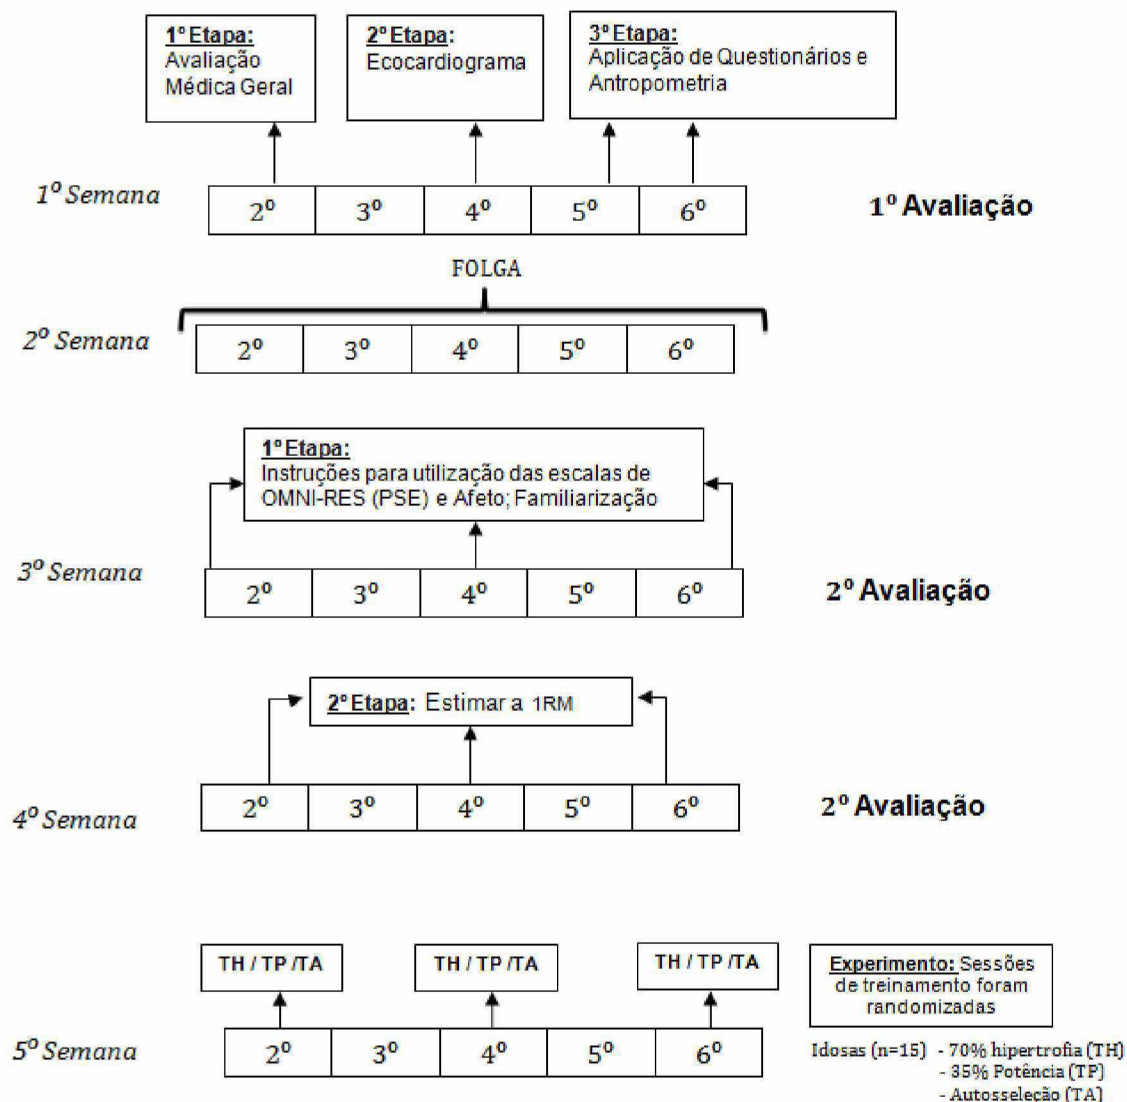 1º Etapa:
Avaliação
Médica Geral
2º Etapa:
Ecocardiograma
3º Etapa:
Aplicação de Questionários e
Antropometria
1º Semana
2º 3º 4º 5º 6º
1º Avaliação
FOLGA
2º Semana
2º 3º 4º 5º 6º
1º Etapa:
Instruções para utilização das escalas de
OMNI-RES (PSE) e Afeto; Familiarização
3º Semana
2º 3º 4º 5º 6º
2º Avaliação
2º Etapa: Estimar a 1RM
4º Semana
2º 3º 4º 5º 6º
2º Avaliação
TH / TP /TA
TH / TP /TA
TH / TP /TA
Experimento: Sessões
de treinamento foram
randomizadas
5º Semana
2º 3º 4º 5º 6º
Idosas (n=15) - 70% hipertrofia (TH)
- 35% Potência (TP)
- Autosseleção (TA)